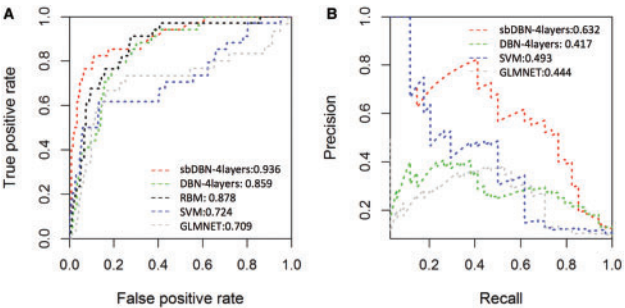 A
B
True positive rate
1.0
0.8
0.6
0.4
0.2
0.0
sbDBN-4layers:0.936
DBN-4layers:0.859
RBM: 0.878
SVM:0.724
GLMNET:0.709
0.0 0.2 0.4 0.6 0.8 1.0
False positive rate
Precision
1.0
0.8
0.6
0.4
0.2
sbDBN-4layers:0.632
DBN-4layers: 0.417
SVM:0.493
GLMNET:0.444
0.2 0.4 0.6 0.8 1.0
Recall